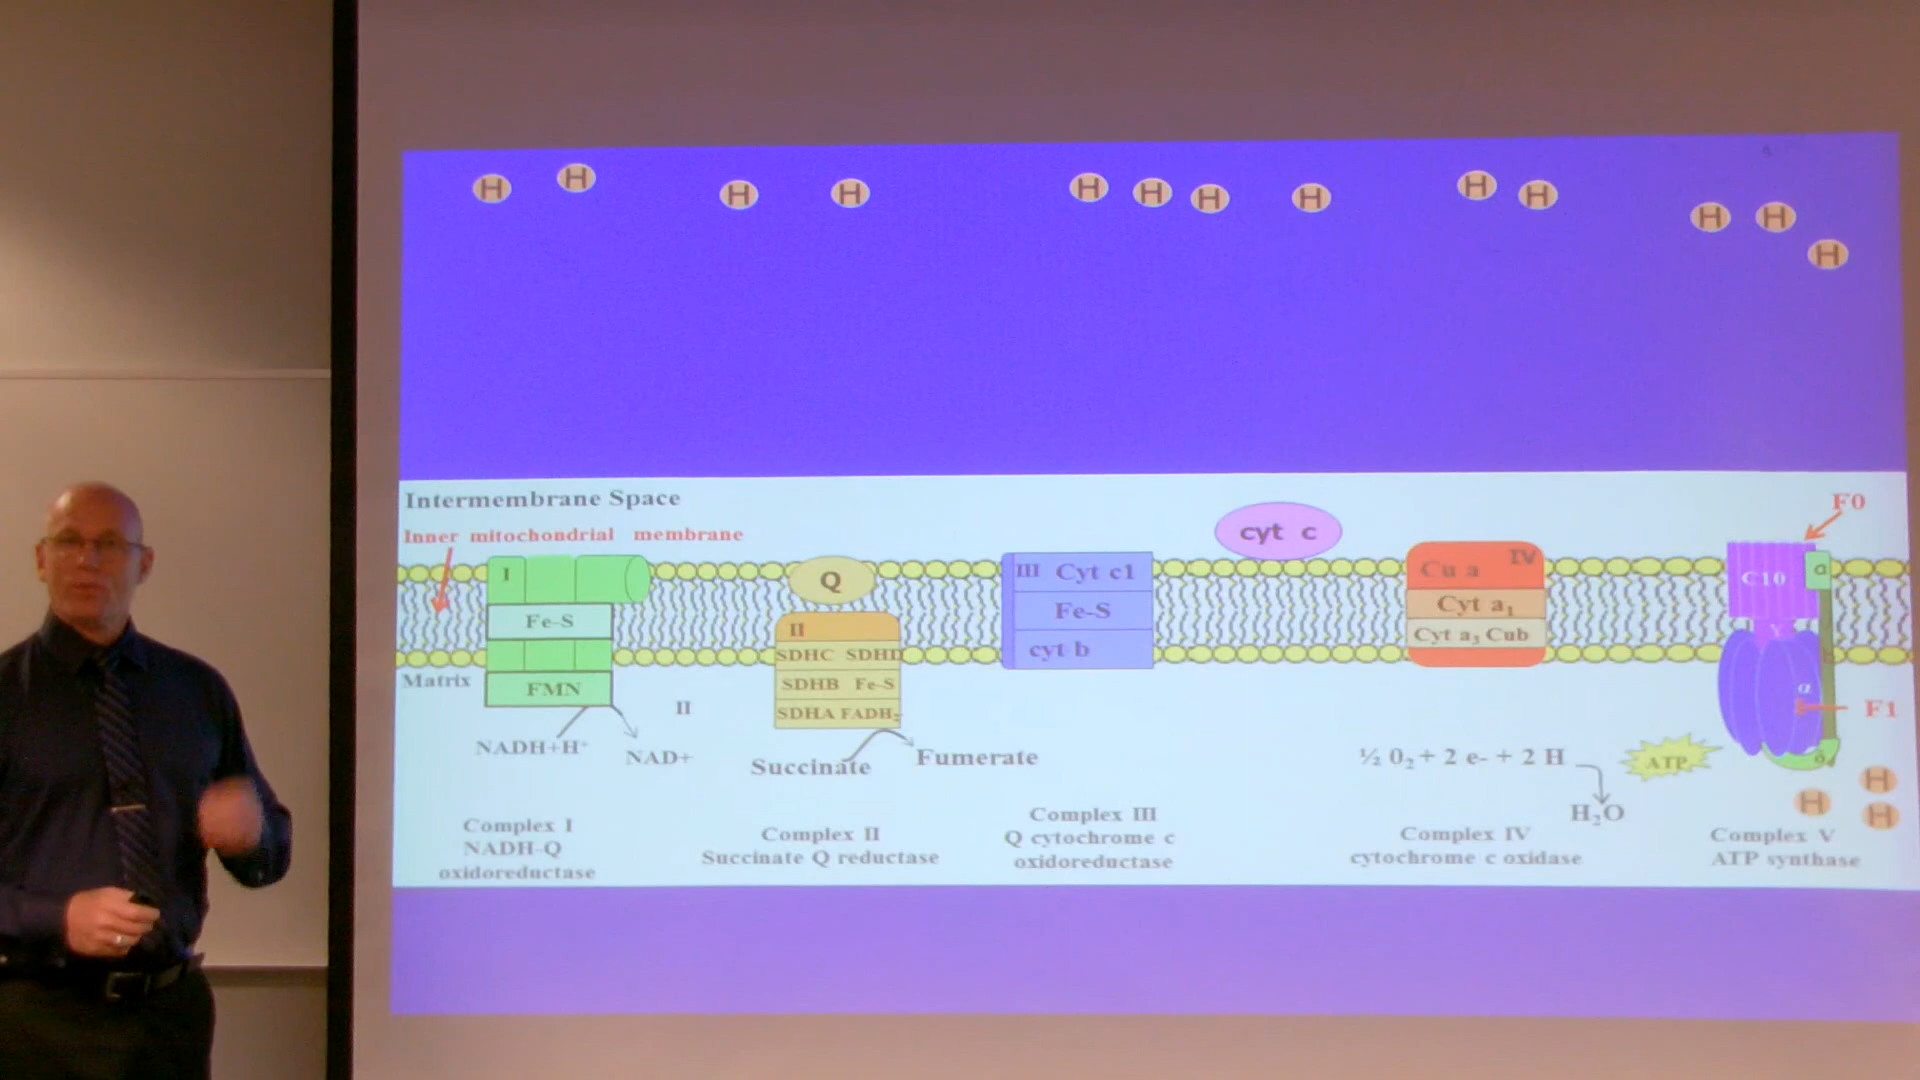 H H H H H H H H H H H H H
Intermembrane Space
Inner mitochondrial membrane
F0
cyt c
I
Fe-S
FMN
Q
II
SDHC SDHD
SDHB Fe-S
SDHA FADH₂
III Cyt c1
Fe-S
cyt b
IV
Cu a
Cyt a₁
Cyt a₃ Cub
C10
a
Y
α
F1
Matrix
II
NADH+H⁺
NAD+
Succinate
Fumerate
½ 0₂ + 2 e- + 2 H
H₂O
ATP
H
H
H
Complex I
NADH-Q
oxidoreductase
Complex II
Succinate Q reductase
Complex III
Q cytochrome c
oxidoreductase
Complex IV
cytochrome c oxidase
Complex V
ATP synthase